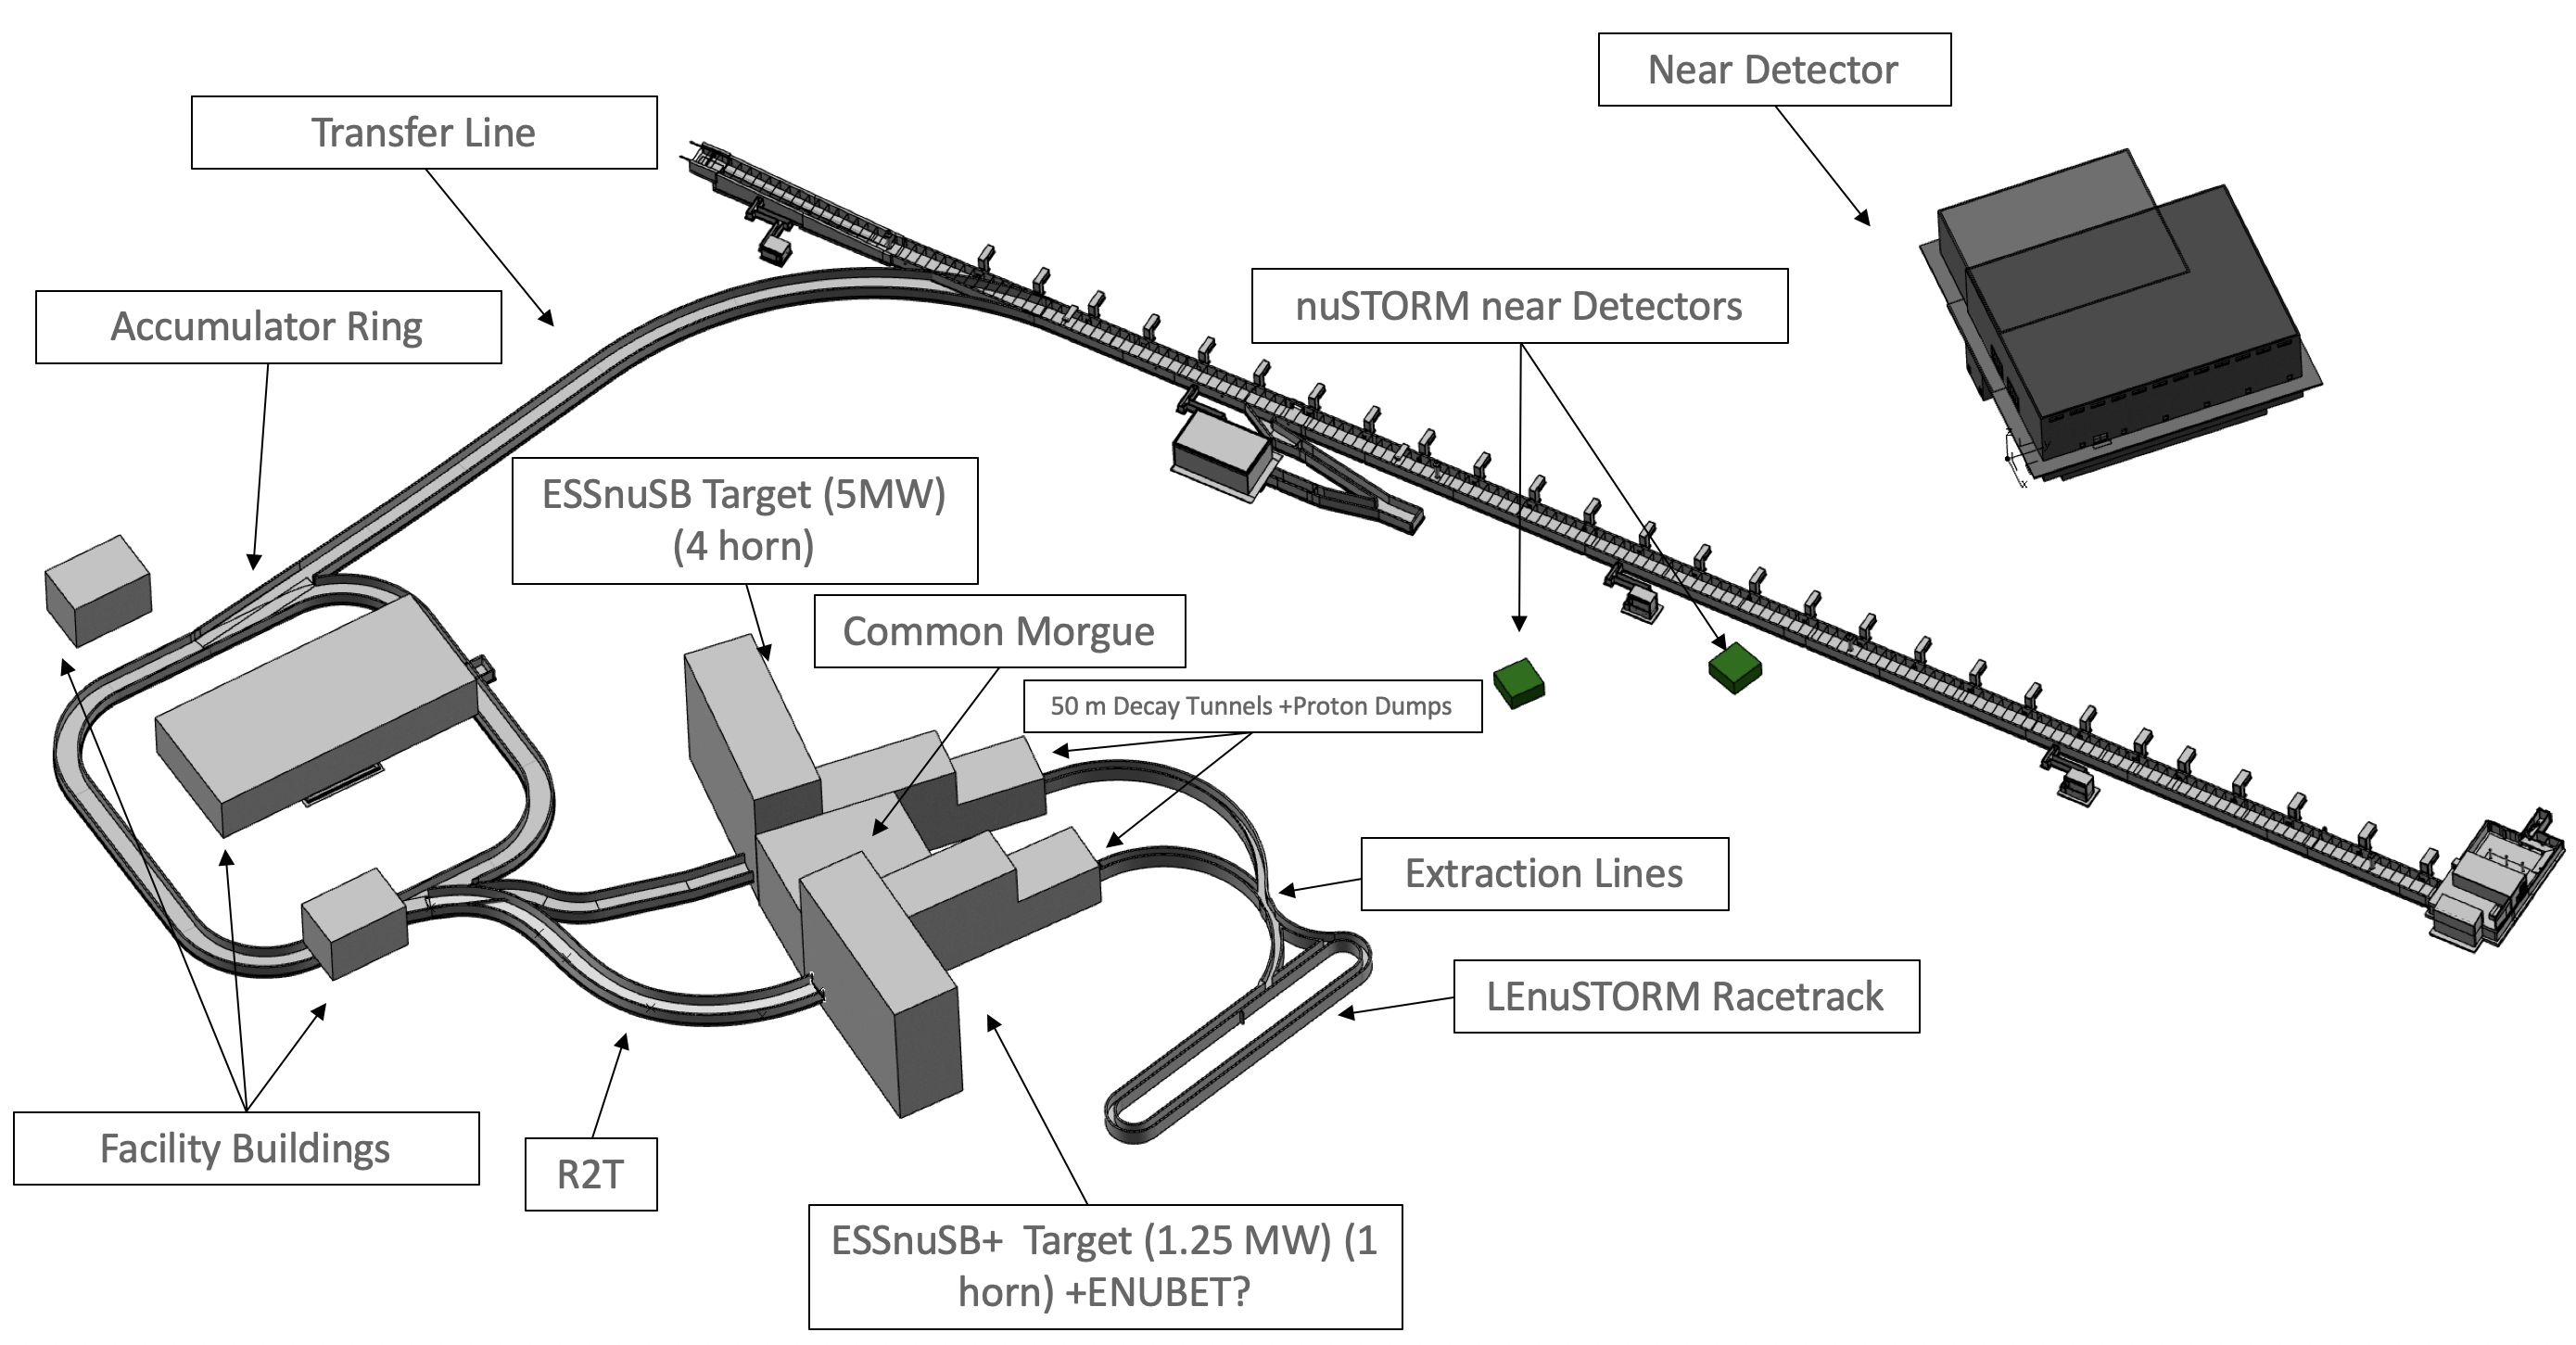 Near Detector
Transfer Line
nuSTORM near Detectors
Accumulator Ring
ESSnuSB Target (5MW)
(4 horn)
Common Morgue
50 m Decay Tunnels +Proton Dumps
Extraction Lines
LEnuSTORM Racetrack
Facility Buildings
R2T
ESSnuSB+  Target (1.25 MW) (1
horn) +ENUBET?